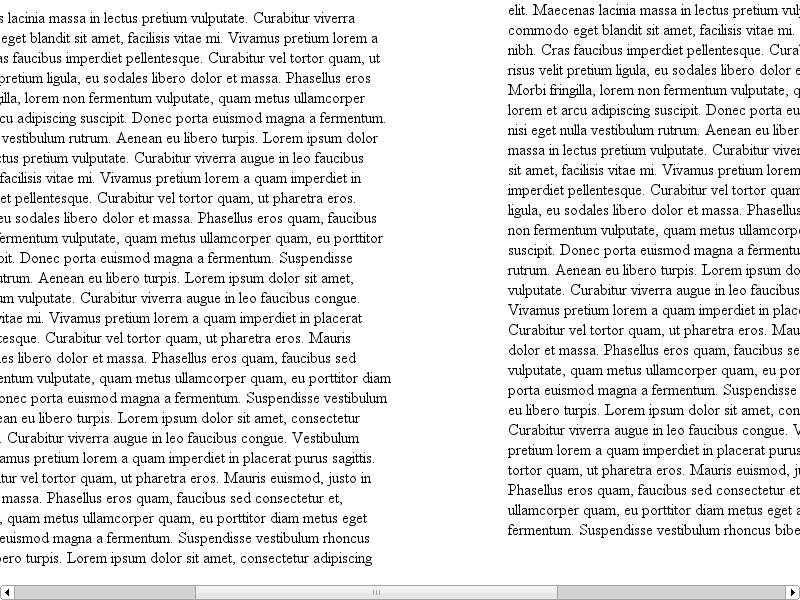 s lacinia massa in lectus pretium vulputate. Curabitur viverra
eget blandit sit amet, facilisis vitae mi. Vivamus pretium lorem a
as faucibus imperdiet pellentesque. Curabitur vel tortor quam, ut
pretium ligula, eu sodales libero dolor et massa. Phasellus eros
gilla, lorem non fermentum vulputate, quam metus ullamcorper
cu adipiscing suscipit. Donec porta euismod magna a fermentum.
vestibulum rutrum. Aenean eu libero turpis. Lorem ipsum dolor
ctus pretium vulputate. Curabitur viverra augue in leo faucibus
facilisis vitae mi. Vivamus pretium lorem a quam imperdiet in
et pellentesque. Curabitur vel tortor quam, ut pharetra eros.
eu sodales libero dolor et massa. Phasellus eros quam, faucibus
fermentum vulputate, quam metus ullamcorper quam, eu porttitor
pit. Donec porta euismod magna a fermentum. Suspendisse
utrum. Aenean eu libero turpis. Lorem ipsum dolor sit amet,
um vulputate. Curabitur viverra augue in leo faucibus congue.
vitae mi. Vivamus pretium lorem a quam imperdiet in placerat
tesque. Curabitur vel tortor quam, ut pharetra eros. Mauris
es libero dolor et massa. Phasellus eros quam, faucibus sed
entum vulputate, quam metus ullamcorper quam, eu porttitor diam
onec porta euismod magna a fermentum. Suspendisse vestibulum
ean eu libero turpis. Lorem ipsum dolor sit amet, consectetur
. Curabitur viverra augue in leo faucibus congue. Vestibulum
amus pretium lorem a quam imperdiet in placerat purus sagittis.
tur vel tortor quam, ut pharetra eros. Mauris euismod, justo in
massa. Phasellus eros quam, faucibus sed consectetur et,
, quam metus ullamcorper quam, eu porttitor diam metus eget
euismod magna a fermentum. Suspendisse vestibulum rhoncus
ero turpis. Lorem ipsum dolor sit amet, consectetur adipiscing
elit. Maecenas lacinia massa in lectus pretium vulp
commodo eget blandit sit amet, facilisis vitae mi.
nibh. Cras faucibus imperdiet pellentesque. Cura
risus velit pretium ligula, eu sodales libero dolor e
Morbi fringilla, lorem non fermentum vulputate, q
lorem et arcu adipiscing suscipit. Donec porta eu
nisi eget nulla vestibulum rutrum. Aenean eu liber
massa in lectus pretium vulputate. Curabitur viver
sit amet, facilisis vitae mi. Vivamus pretium lorem
imperdiet pellentesque. Curabitur vel tortor quam
ligula, eu sodales libero dolor et massa. Phasellus
non fermentum vulputate, quam metus ullamcorpe
suscipit. Donec porta euismod magna a fermentu
rutrum. Aenean eu libero turpis. Lorem ipsum do
vulputate. Curabitur viverra augue in leo faucibus
Vivamus pretium lorem a quam imperdiet in place
Curabitur vel tortor quam, ut pharetra eros. Mau
dolor et massa. Phasellus eros quam, faucibus se
vulputate, quam metus ullamcorper quam, eu por
porta euismod magna a fermentum. Suspendisse
eu libero turpis. Lorem ipsum dolor sit amet, con
Curabitur viverra augue in leo faucibus congue. V
pretium lorem a quam imperdiet in placerat purus
tortor quam, ut pharetra eros. Mauris euismod, ju
Phasellus eros quam, faucibus sed consectetur et
ullamcorper quam, eu porttitor diam metus eget a
fermentum. Suspendisse vestibulum rhoncus bibe